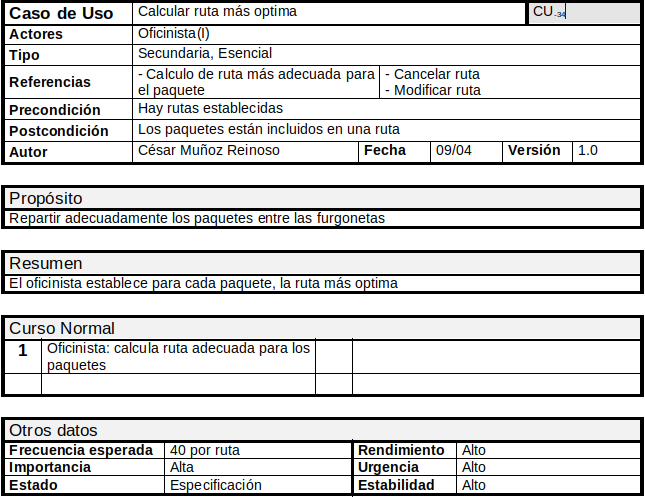 Caso de Uso Calcular ruta más optima CU-34
Actores Oficinista(I)
Tipo Secundaria, Esencial
Referencias - Calculo de ruta más adecuada para el paquete - Cancelar ruta
- Modificar ruta
Precondición Hay rutas establecidas
Postcondición Los paquetes están incluidos en una ruta
Autor César Muñoz Reinoso Fecha 09/04 Versión 1.0
Propósito
Repartir adecuadamente los paquetes entre las furgonetas
Resumen
El oficinista establece para cada paquete, la ruta más optima
Curso Normal
1 Oficinista: calcula ruta adecuada para los
paquetes
Otros datos
Frecuencia esperada 40 por ruta Rendimiento Alto
Importancia Alta Urgencia Alto
Estado Especificación Estabilidad Alto